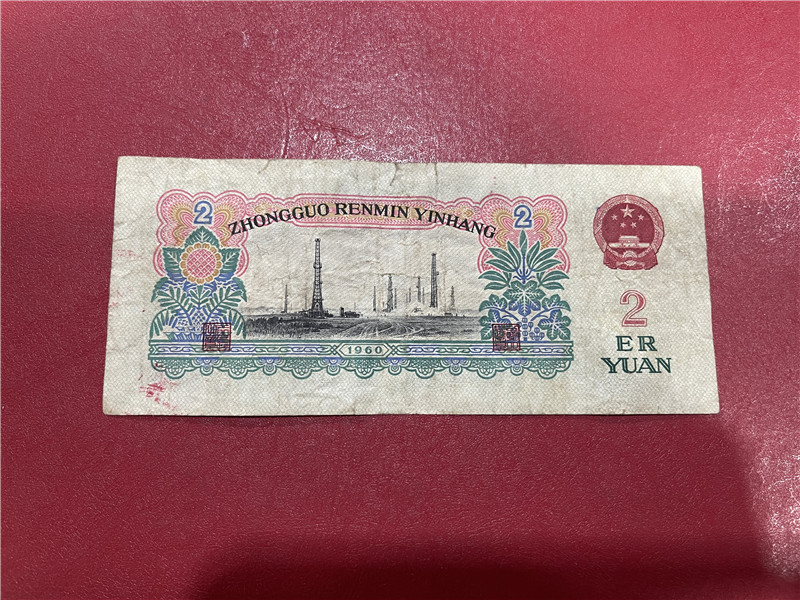 2
2
ZHONGGUO RENMIN YINHANG
1960
2
ER
YUAN